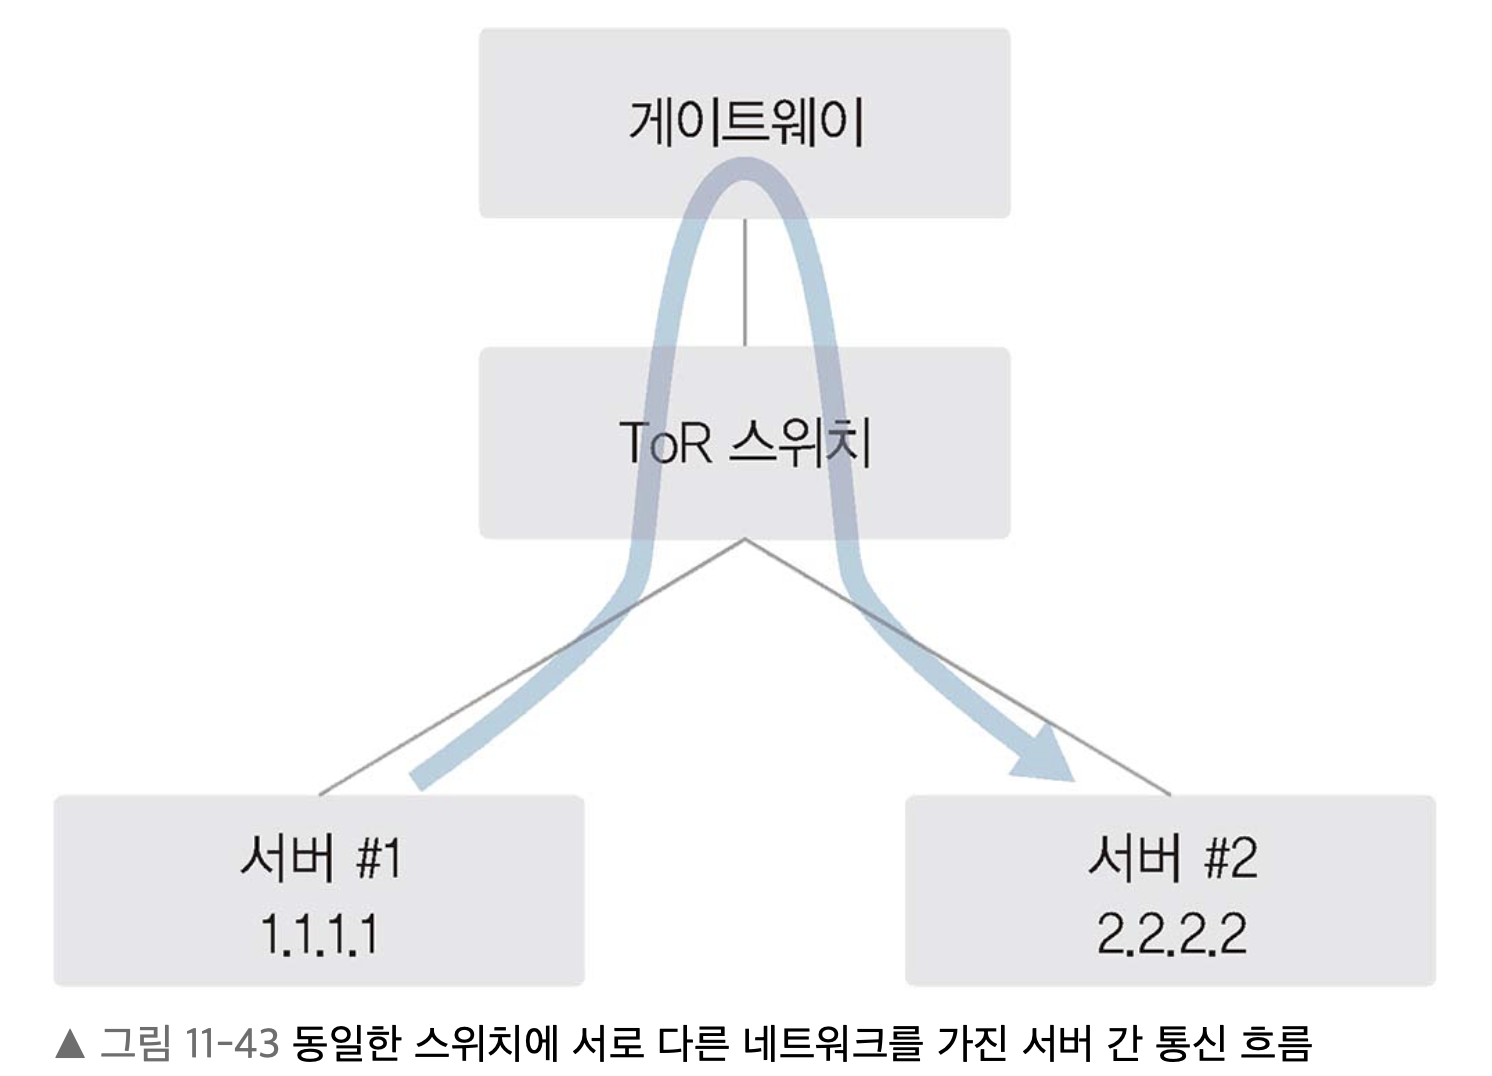 게이트웨이
ToR 스위치
서버 #1
1.1.1.1
서버 #2
2.2.2.2
▲ 그림 11-43 동일한 스위치에 서로 다른 네트워크를 가진 서버 간 통신 흐름